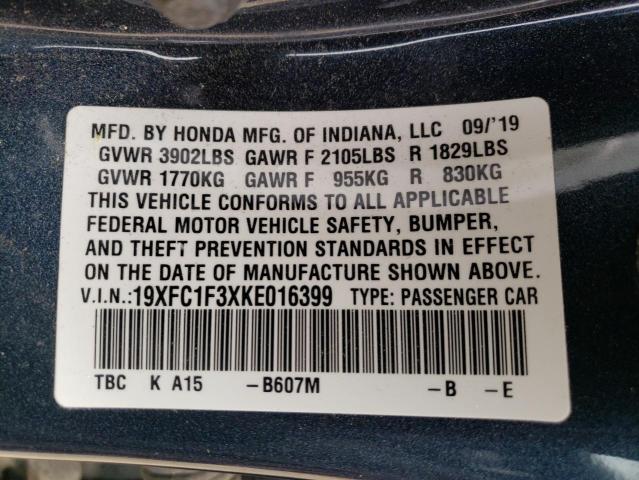 MFD. BY HONDA MFG. OF INDIANA, LLC 09/'19
GVWR 3902LBS GAWR F 2105LBS R 1829LBS
GVWR 1770KG GAWR F 955KG R 830KG
THIS VEHICLE CONFORMS TO ALL APPLICABLE
FEDERAL MOTOR VEHICLE SAFETY, BUMPER,
AND THEFT PREVENTION STANDARDS IN EFFECT
ON THE DATE OF MANUFACTURE SHOWN ABOVE.
V.I.N.:19XFC1F3XKE016399 TYPE: PASSENGER CAR
TBC K A15 -B607M -B -E